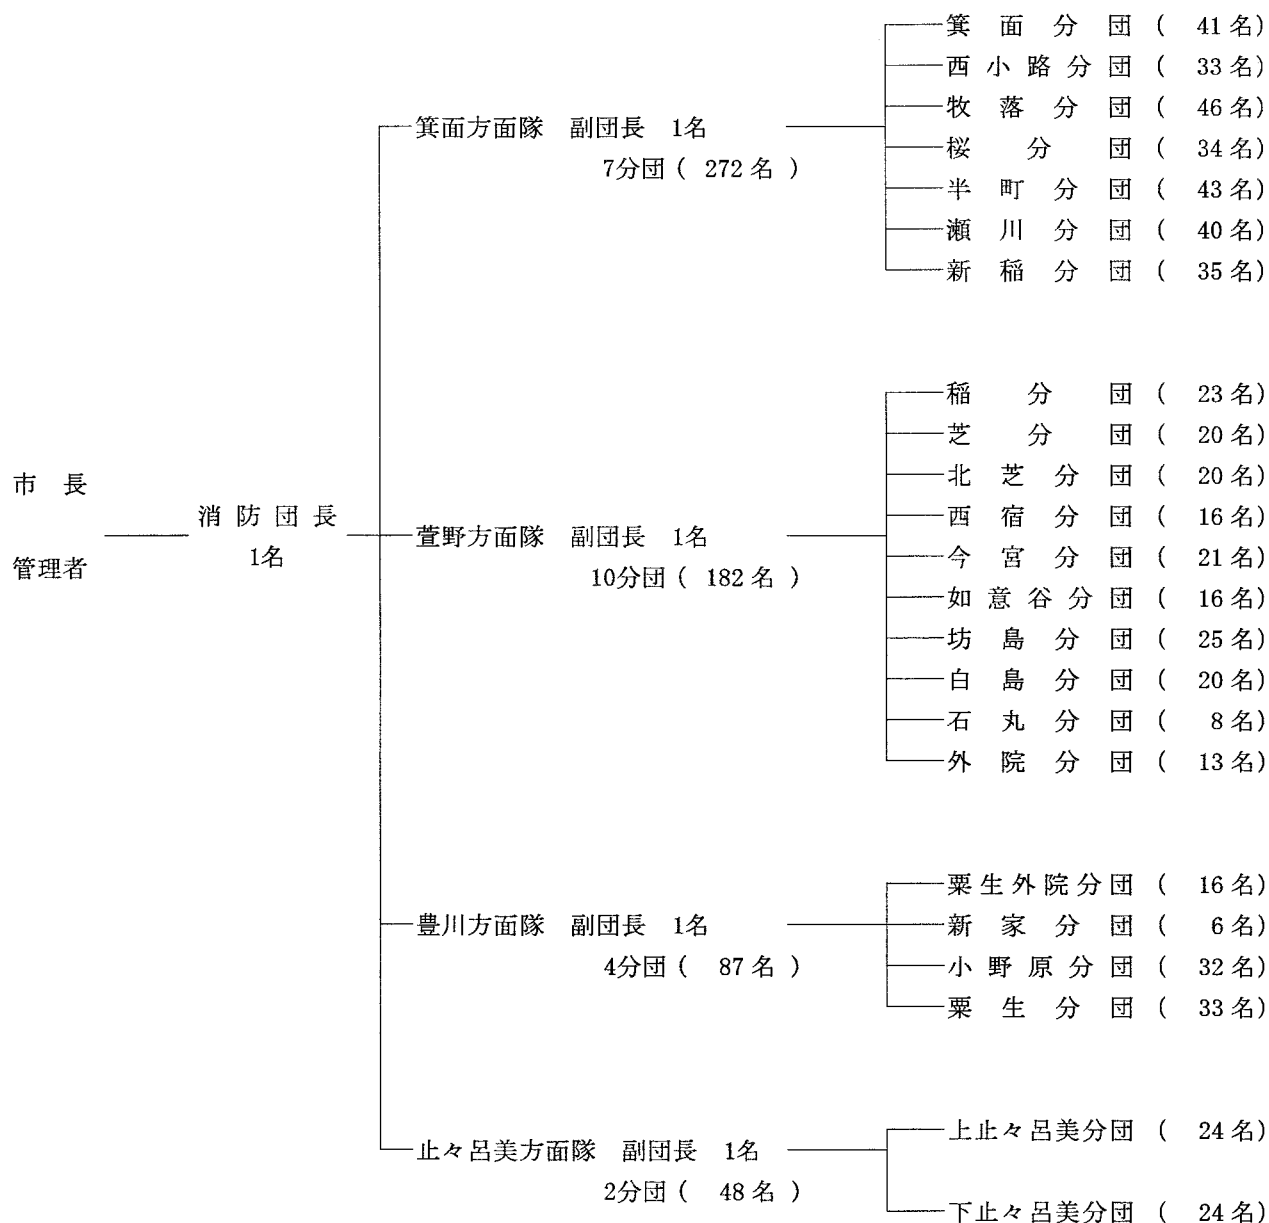 市長
管理者
消防団長
1名
箕面方面隊 副団長 1名
7分団 ( 272 名 )
箕面分団 ( 41 名)
西小路分団 ( 33 名)
牧落分団 ( 46 名)
桜分団 ( 34 名)
半町分団 ( 43 名)
瀬川分団 ( 40 名)
新稲分団 ( 35 名)
萱野方面隊 副団長 1名
10分団 ( 182 名 )
稲分団 ( 23 名)
芝分団 ( 20 名)
北芝分団 ( 20 名)
西宿分団 ( 16 名)
今宮分団 ( 21 名)
如意谷分団 ( 16 名)
坊島分団 ( 25 名)
白島分団 ( 20 名)
石丸分団 ( 8 名)
外院分団 ( 13 名)
豊川方面隊 副団長 1名
4分団 ( 87 名 )
粟生外院分団 ( 16 名)
新家分団 ( 6 名)
小野原分団 ( 32 名)
粟生分団 ( 33 名)
止々呂美方面隊 副団長 1名
2分団 ( 48 名 )
上止々呂美分団 ( 24 名)
下止々呂美分団 ( 24 名)